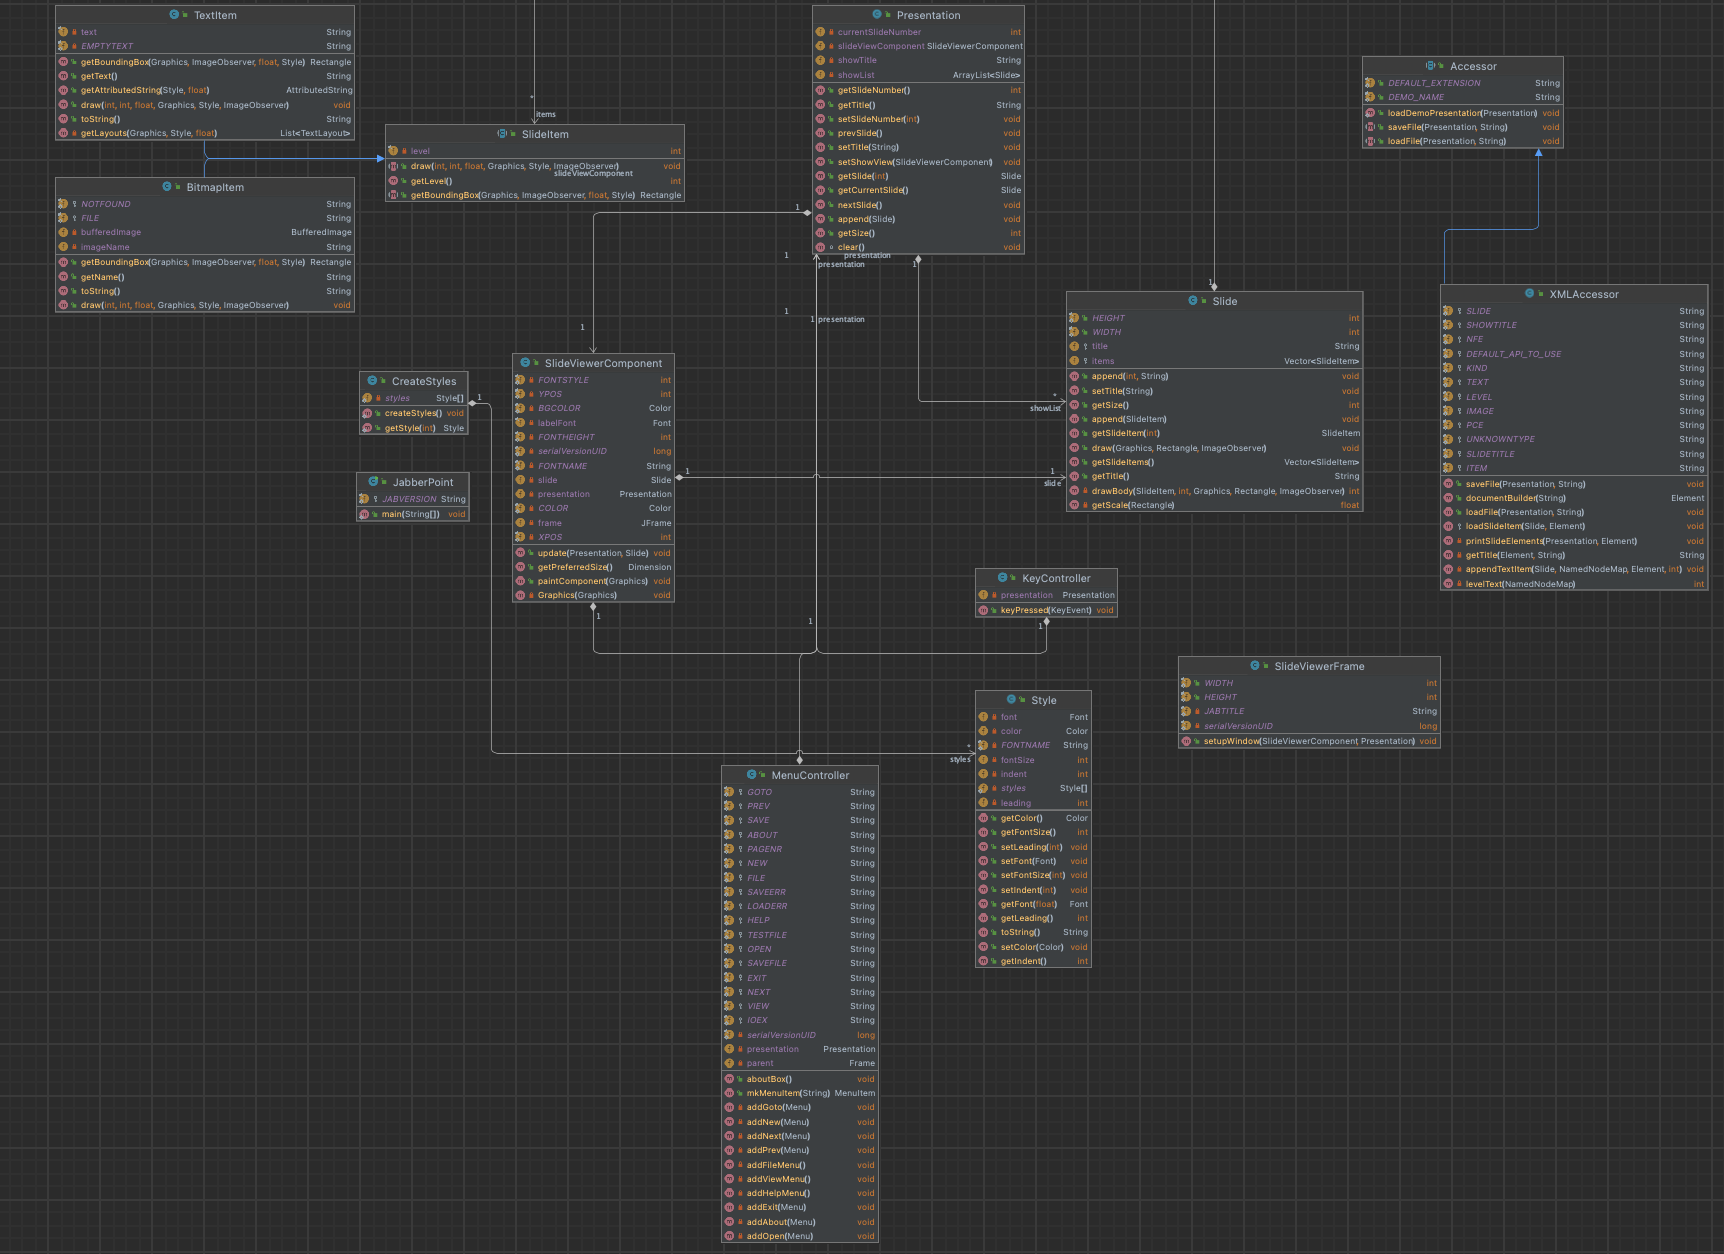 TextItem
text String
EMPTYTEXT String
getBoundingBox(Graphics, ImageObserver, float, Style) Rectangle
getText() String
getAttributedString(Style, float) AttributedString
draw(int, int, float, Graphics, Style, ImageObserver) void
toString() String
getLayouts(Graphics, Style, float) List<TextLayout>
BitmapItem
NOTFOUND String
FILE String
bufferedImage BufferedImage
imageName String
getBoundingBox(Graphics, ImageObserver, float, Style) Rectangle
getName() String
toString() String
draw(int, int, float, Graphics, Style, ImageObserver) void
*
items
SlideItem
level int
draw(int, int, float, Graphics, Style, ImageObserver) void
slideViewComponent
getLevel() int
getBoundingBox(Graphics, ImageObserver, float, Style) Rectangle
Presentation
currentSlideNumber int
slideViewComponent SlideViewerComponent
showTitle String
showList ArrayList<Slide>
getSlideNumber() int
getTitle() String
setSlideNumber(int) void
prevSlide() void
setTitle(String) void
setShowView(SlideViewerComponent) void
getSlide(int) Slide
getCurrentSlide() Slide
nextSlide() void
append(Slide) void
getSize() int
clear() void
1
1
presentation
presentation
1
1
1 presentation
1
Accessor
DEFAULT_EXTENSION String
DEMO_NAME String
loadDemoPresentation(Presentation) void
saveFile(Presentation, String) void
loadFile(Presentation, String) void
1
Slide
HEIGHT int
WIDTH int
title String
items Vector<SlideItem>
append(int, String) void
setTitle(String) void
getSize() int
append(SlideItem) void
getSlideItem(int) SlideItem
draw(Graphics, Rectangle, ImageObserver) void
getSlideItems() Vector<SlideItem>
getTitle() String
drawBody(SlideItem, int, Graphics, Rectangle, ImageObserver) int
getScale(Rectangle) float
*
showList
1
slide
XMLAccessor
SLIDE String
SHOWTITLE String
NFE String
DEFAULT_API_TO_USE String
KIND String
TEXT String
LEVEL String
IMAGE String
PCE String
UNKNOWNTYPE String
SLIDETITLE String
ITEM String
saveFile(Presentation, String) void
documentBuilder(String) Element
loadFile(Presentation, String) void
loadSlideItem(Slide, Element) void
printSlideElements(Presentation, Element) void
getTitle(Element, String) String
appendTextItem(Slide, NamedNodeMap, Element, int) void
levelText(NamedNodeMap) int
1
SlideViewerComponent
FONTSTYLE int
YPOS int
BGCOLOR Color
labelFont Font
FONTHEIGHT int
serialVersionUID long
FONTNAME String
slide Slide
presentation Presentation
COLOR Color
frame JFrame
XPOS int
update(Presentation, Slide) void
getPreferredSize() Dimension
paintComponent(Graphics) void
Graphics(Graphics) void
1
1
CreateStyles
styles Style[]
createStyles() void
getStyle(int) Style
1
JabberPoint
JABVERSION String
main(String[]) void
KeyController
presentation Presentation
keyPressed(KeyEvent) void
1
1
SlideViewerFrame
WIDTH int
HEIGHT int
JABTITLE String
serialVersionUID long
setupWindow(SlideViewerComponent, Presentation) void
*
styles
Style
font Font
color Color
FONTNAME String
fontSize int
indent int
styles Style[]
leading int
getColor() Color
getFontSize() int
setLeading(int) void
setFont(Font) void
setFontSize(int) void
setIndent(int) void
getFont(float) Font
getLeading() int
toString() String
setColor(Color) void
getIndent() int
MenuController
GOTO String
PREV String
SAVE String
ABOUT String
PAGENR String
NEW String
FILE String
SAVEERR String
LOADERR String
HELP String
TESTFILE String
OPEN String
SAVEFILE String
EXIT String
NEXT String
VIEW String
IOEX String
serialVersionUID long
presentation Presentation
parent Frame
aboutBox() void
mkMenuItem(String) MenuItem
addGoto(Menu) void
addNew(Menu) void
addNext(Menu) void
addPrev(Menu) void
addFileMenu() void
addViewMenu() void
addHelpMenu() void
addExit(Menu) void
addAbout(Menu) void
addOpen(Menu) void